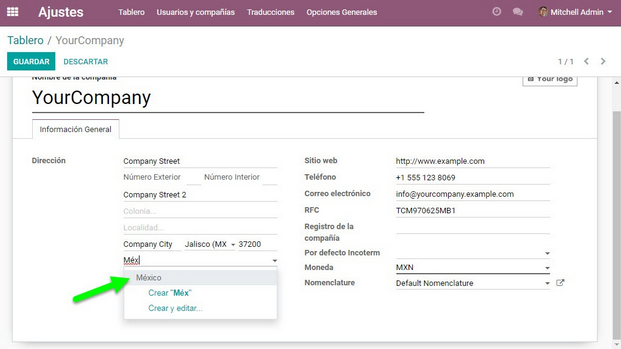 Ajustes Tablero Usuarios y compañías Traducciones Opciones Generales Mitchell Admin
Tablero / YourCompany
GUARDAR DESCARTAR 1 / 1
Nombre de la compañía Your logo
YourCompany
Información General
Dirección Company Street Sitio web http://www.example.com
Número Exterior Número Interior Teléfono +1 555 123 8069
Company Street 2 Correo electrónico info@yourcompany.example.com
Colonia... RFC TCM970625MB1
Localidad... Registro de la compañía
Company City Jalisco (MX 37200 Por defecto Incoterm
Méx Moneda MXN
México Nomenclature Default Nomenclature
Crear "Méx"
Crear y editar...